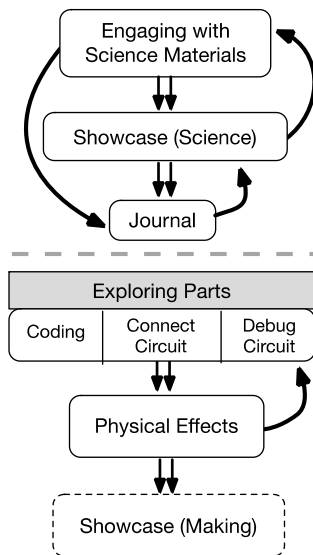 Engaging with
Science Materials
Showcase (Science)
Journal
Exploring Parts
Coding
Connect
Circuit
Debug
Circuit
Physical Effects
Showcase (Making)